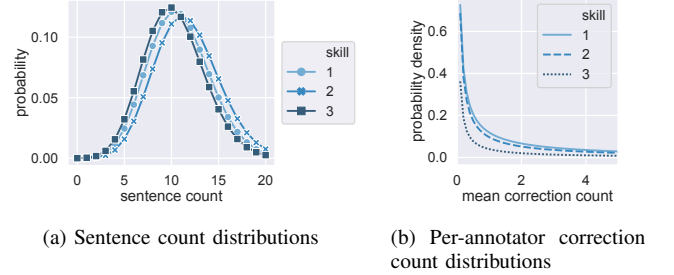 0.10
0.05
0.00
probability
0 5 10 15 20
sentence count
skill
1
2
3
0.6
0.4
0.2
0.0
probability density
0 2 4
mean correction count
skill
1
2
3
(a) Sentence count distributions
(b) Per-annotator correction
count distributions